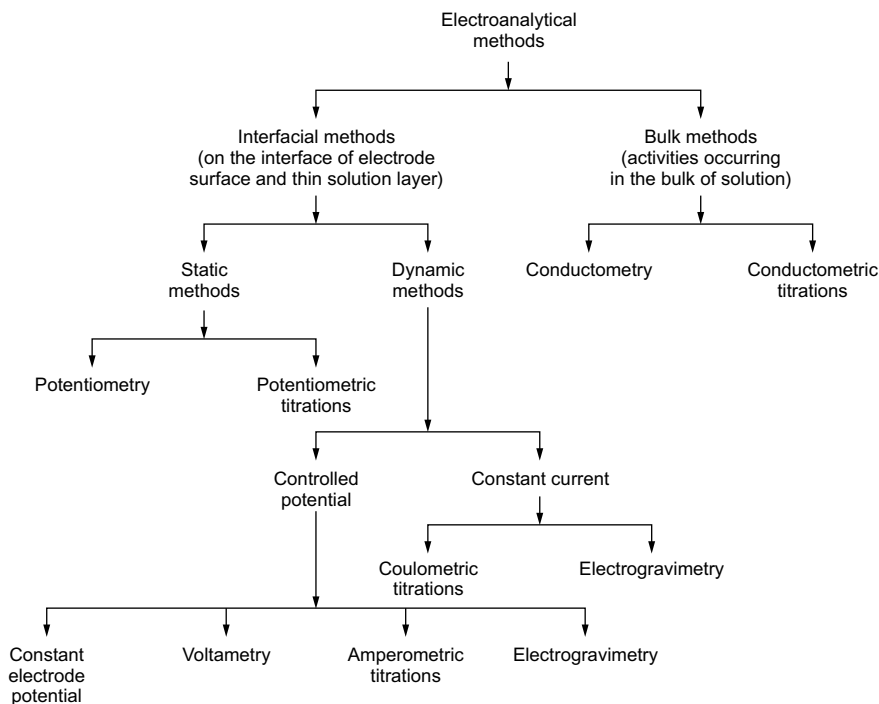 Electroanalytical
methods
Interfacial methods
(on the interface of electrode
surface and thin solution layer)
Bulk methods
(activities occurring
in the bulk of solution)
Static
methods
Dynamic
methods
Conductometry
Conductometric
titrations
Potentiometry
Potentiometric
titrations
Controlled
potential
Constant current
Coulometric
titrations
Electrogravimetry
Constant
electrode
potential
Voltametry
Amperometric
titrations
Electrogravimetry